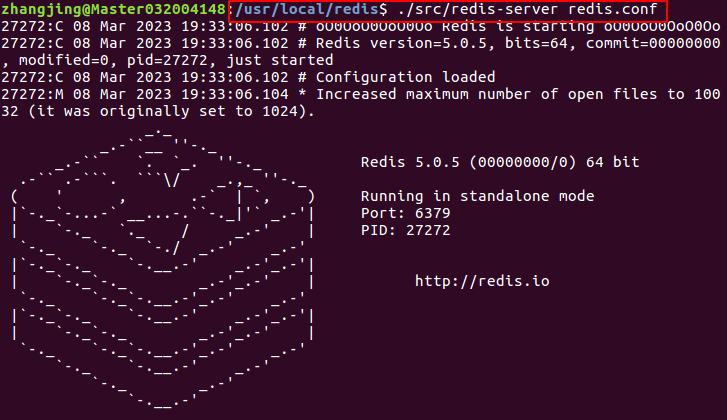 zhangjing@Master032004148:/usr/local/redis$ ./src/redis-server redis.conf
27272:C 08 Mar 2023 19:33:06.102 # oO0OoO0OoO0Oo Redis is starting oO0OoO0OoO0Oo
27272:C 08 Mar 2023 19:33:06.102 # Redis version=5.0.5, bits=64, commit=00000000
, modified=0, pid=27272, just started
27272:C 08 Mar 2023 19:33:06.102 # Configuration loaded
27272:M 08 Mar 2023 19:33:06.104 * Increased maximum number of open files to 100
32 (it was originally set to 1024).
Redis 5.0.5 (00000000/0) 64 bit
Running in standalone mode
Port: 6379
PID: 27272
http://redis.io